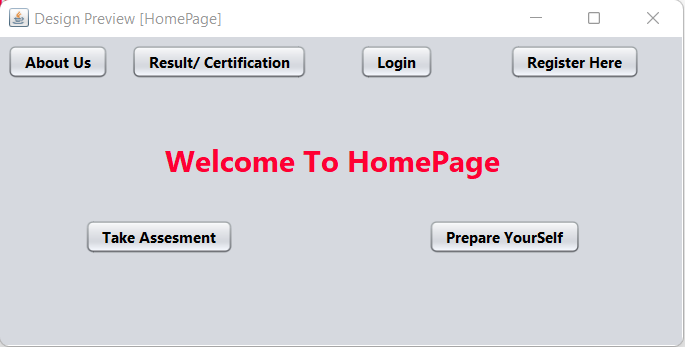 Design Preview [HomePage]
About Us Result/ Certification Login Register Here
Welcome To HomePage
Take Assesment Prepare YourSelf